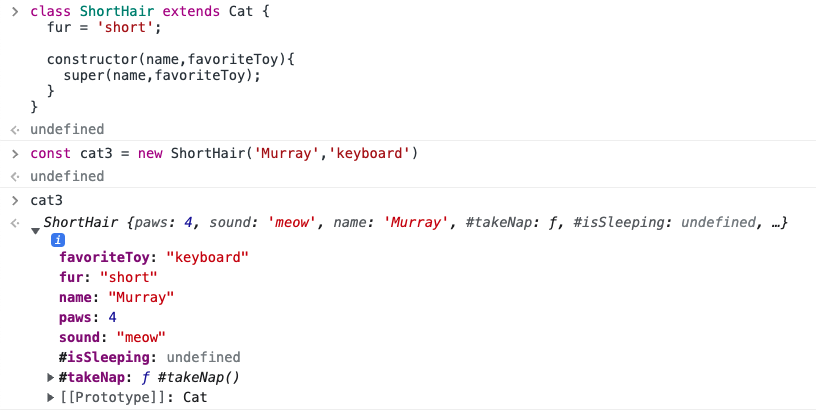 class ShortHair extends Cat {
fur = 'short';
constructor(name,favoriteToy){
super(name,favoriteToy);
}
}
undefined
const cat3 = new ShortHair('Murray','keyboard')
undefined
cat3
ShortHair {paws: 4, sound: 'meow', name: 'Murray', #takeNap: ƒ, #isSleeping: undefined, …}
i
favoriteToy: "keyboard"
fur: "short"
name: "Murray"
paws: 4
sound: "meow"
#isSleeping: undefined
#takeNap: ƒ #takeNap()
[[Prototype]]: Cat